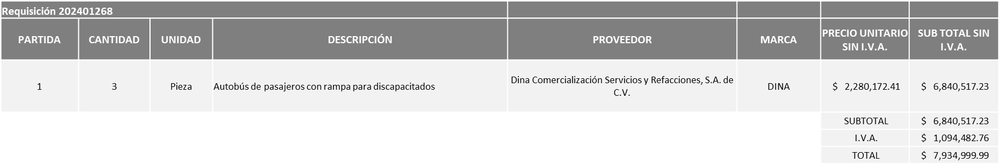 Requisición 202401268
PARTIDA CANTIDAD UNIDAD DESCRIPCIÓN PROVEEDOR MARCA PRECIO UNITARIO SIN I.V.A. SUB TOTAL SIN I.V.A.
1 3 Pieza Autobús de pasajeros con rampa para discapacitados Dina Comercialización Servicios y Refacciones, S.A. de C.V. DINA $ 2,280,172.41 $ 6,840,517.23
SUBTOTAL $ 6,840,517.23
I.V.A. $ 1,094,482.76
TOTAL $ 7,934,999.99